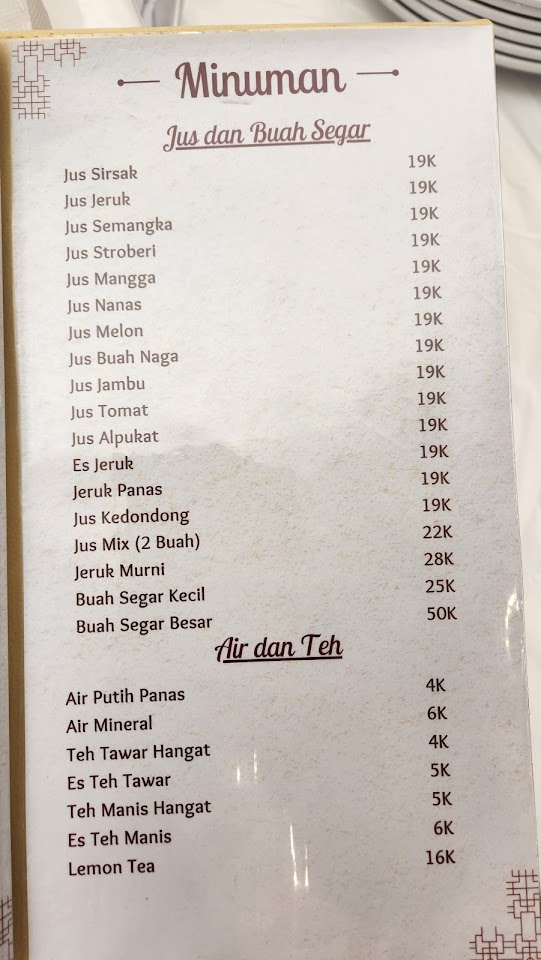 Minuman
Jus dan Buah Segar
Jus Sirsak 19K
Jus Jeruk 19K
Jus Semangka 19K
Jus Stroberi 19K
Jus Mangga 19K
Jus Nanas 19K
Jus Melon 19K
Jus Buah Naga 19K
Jus Jambu 19K
Jus Tomat 19K
Jus Alpukat 19K
Es Jeruk 19K
Jeruk Panas 19K
Jus Kedondong 19K
Jus Mix (2 Buah) 22K
Jeruk Murni 28K
Buah Segar Kecil 25K
Buah Segar Besar 50K
Air dan Teh
Air Putih Panas 4K
Air Mineral 6K
Teh Tawar Hangat 4K
Es Teh Tawar 5K
Teh Manis Hangat 5K
Es Teh Manis 6K
Lemon Tea 16K